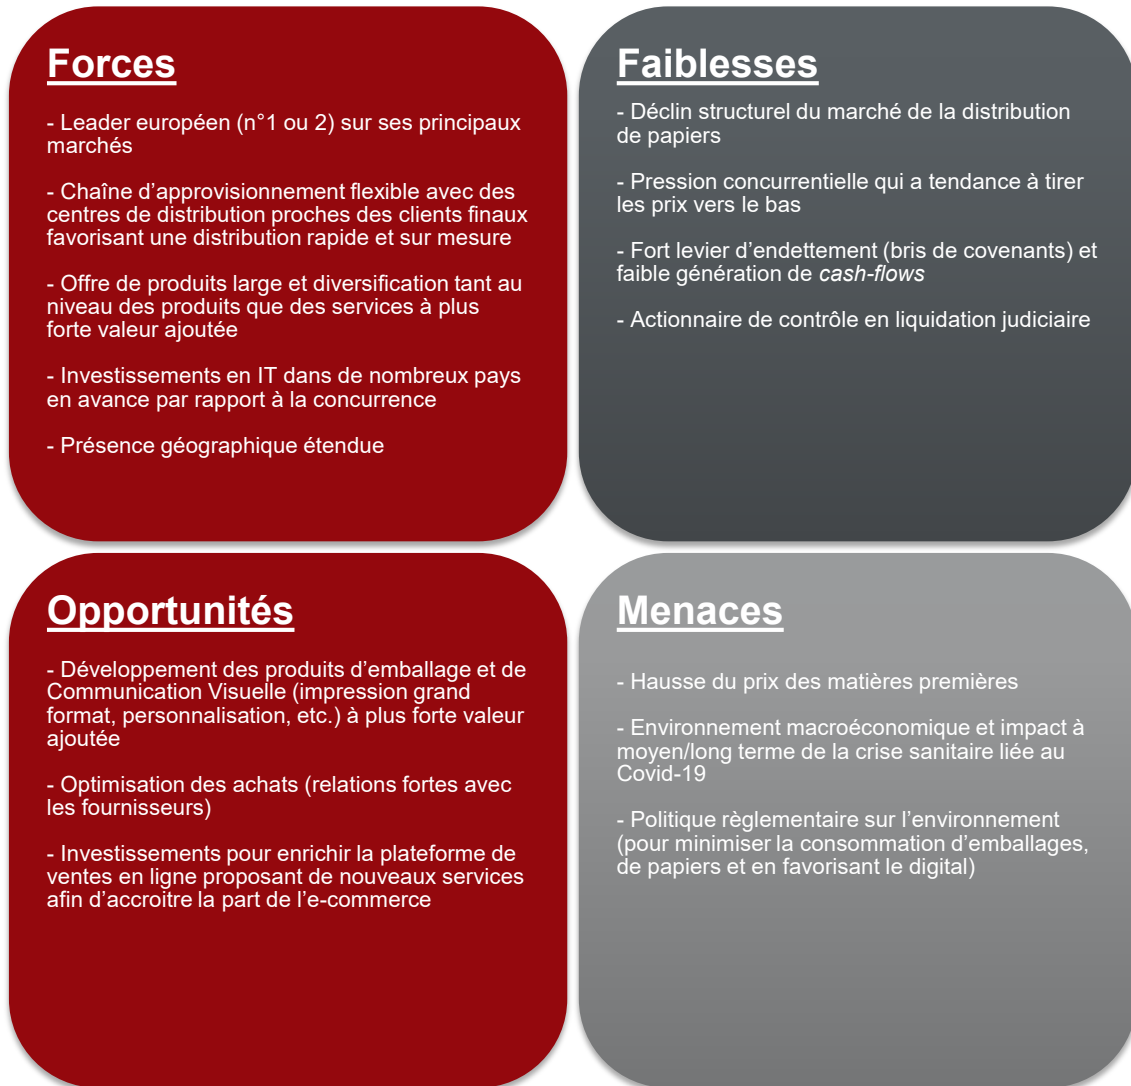 Forces
- Leader européen (n°1 ou 2) sur ses principaux
marchés
- Chaîne d’approvisionnement flexible avec des
centres de distribution proches des clients finaux
favorisant une distribution rapide et sur mesure
- Offre de produits large et diversification tant au
niveau des produits que des services à plus
forte valeur ajoutée
- Investissements en IT dans de nombreux pays
en avance par rapport à la concurrence
- Présence géographique étendue
Faiblesses
- Déclin structurel du marché de la distribution
de papiers
- Pression concurrentielle qui a tendance à tirer
les prix vers le bas
- Fort levier d’endettement (bris de covenants) et
faible génération de cash-flows
- Actionnaire de contrôle en liquidation judiciaire
Opportunités
- Développement des produits d’emballage et de
Communication Visuelle (impression grand
format, personnalisation, etc.) à plus forte valeur
ajoutée
- Optimisation des achats (relations fortes avec
les fournisseurs)
- Investissements pour enrichir la plateforme de
ventes en ligne proposant de nouveaux services
afin d’accroitre la part de l’e-commerce
Menaces
- Hausse du prix des matières premières
- Environnement macroéconomique et impact à
moyen/long terme de la crise sanitaire liée au
Covid-19
- Politique règlementaire sur l’environnement
(pour minimiser la consommation d’emballages,
de papiers et en favorisant le digital)